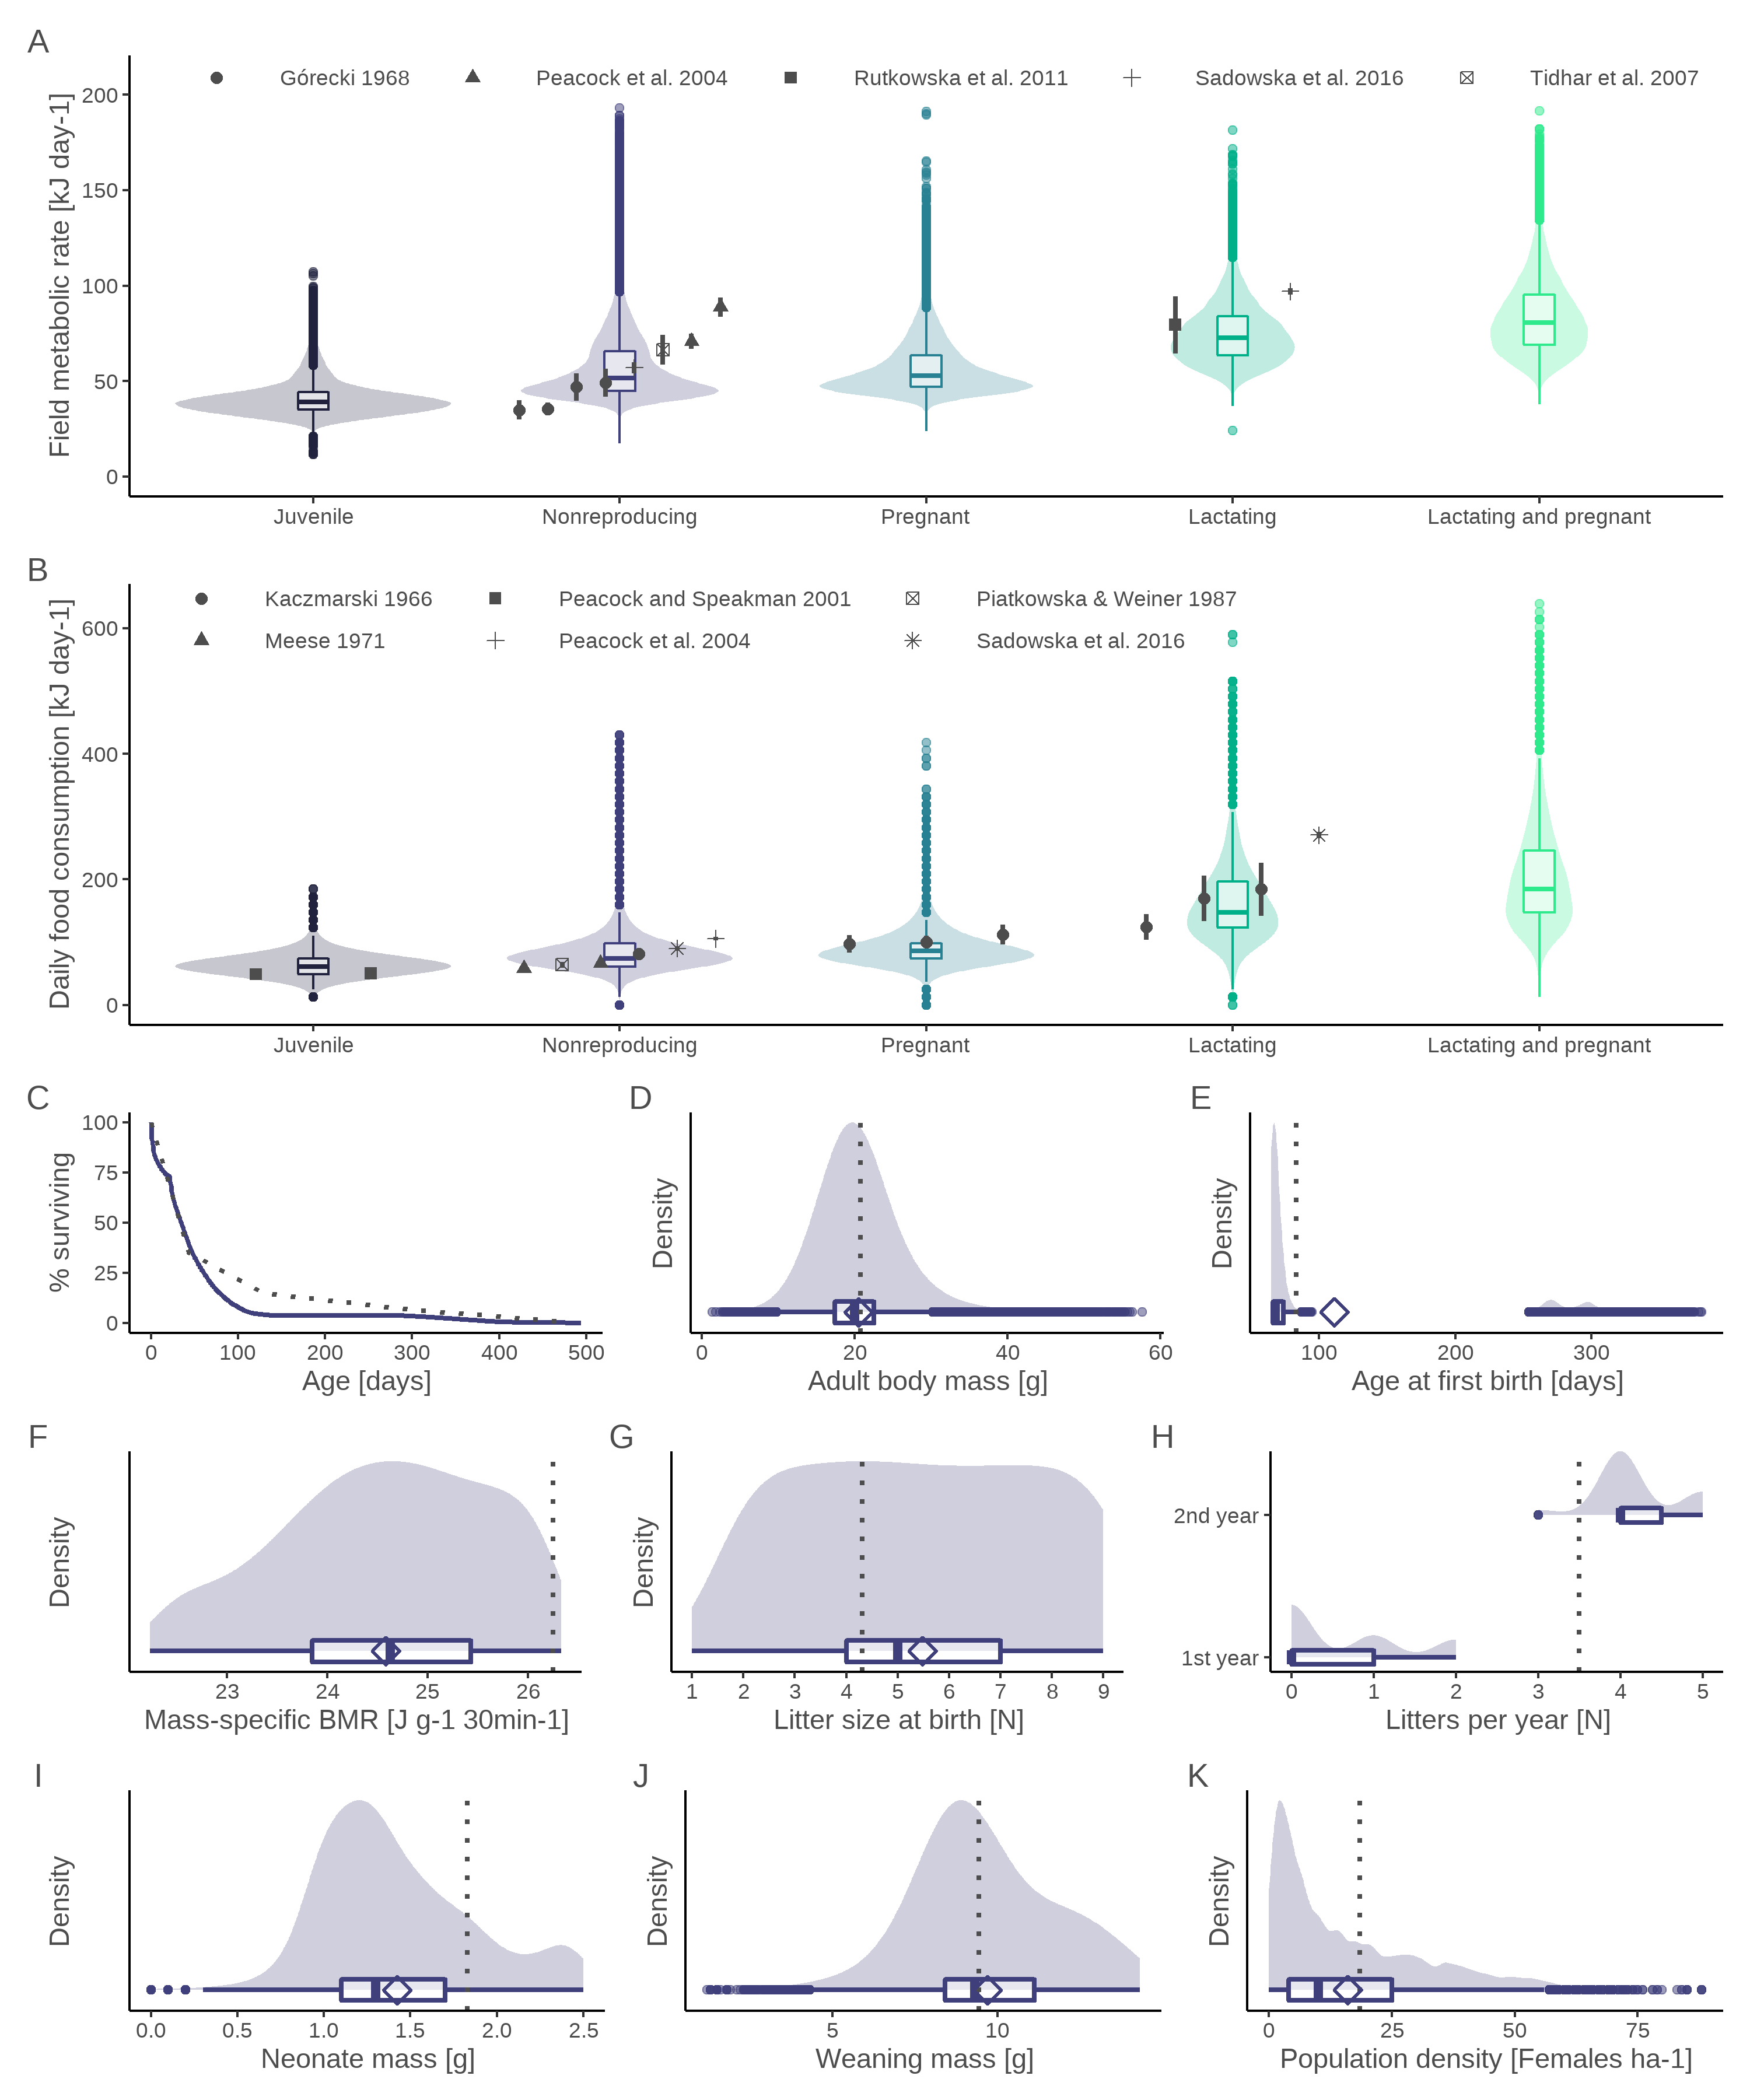 A
Górecki 1968 Peacock et al. 2004 Rutkowska et al. 2011 Sadowska et al. 2016 Tidhar et al. 2007
Field metabolic rate [kJ day-1]
200
150
100
50
0
Juvenile Nonreproducing Pregnant Lactating Lactating and pregnant
B
Kaczmarski 1966 Peacock and Speakman 2001 Piatkowska & Weiner 1987
Meese 1971 Peacock et al. 2004 Sadowska et al. 2016
Daily food consumption [kJ day-1]
600
400
200
0
Juvenile Nonreproducing Pregnant Lactating Lactating and pregnant
C
% surviving
100
75
50
25
0
0 100 200 300 400 500
Age [days]
D
Density
0 20 40 60
Adult body mass [g]
E
Density
100 200 300
Age at first birth [days]
F
Density
23 24 25 26
Mass-specific BMR [J g-1 30min-1]
G
Density
1 2 3 4 5 6 7 8 9
Litter size at birth [N]
H
2nd year
1st year
0 1 2 3 4 5
Litters per year [N]
I
Density
0.0 0.5 1.0 1.5 2.0 2.5
Neonate mass [g]
J
Density
5 10
Weaning mass [g]
K
Density
0 25 50 75
Population density [Females ha-1]